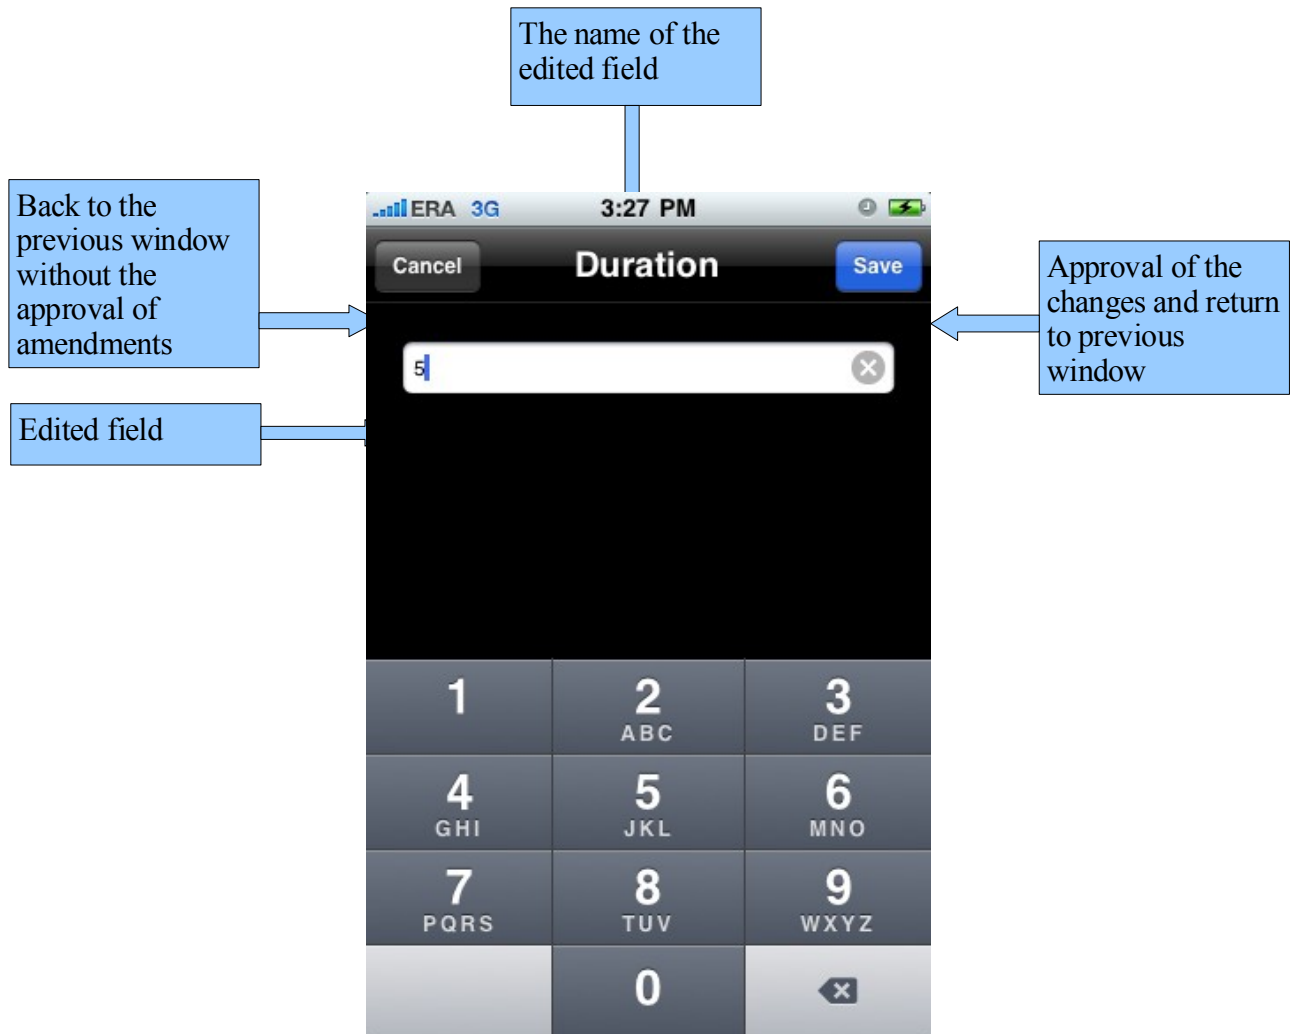 The name of the
edited field
Back to the
previous window
without the
approval of
amendments
ERA 3G 3:27 PM
Cancel Duration Save
Approval of the
changes and return
to previous
window
5
Edited field
1 2 3
ABC DEF
4 5 6
GHI JKL MNO
7 8 9
PQRS TUV WXYZ
0